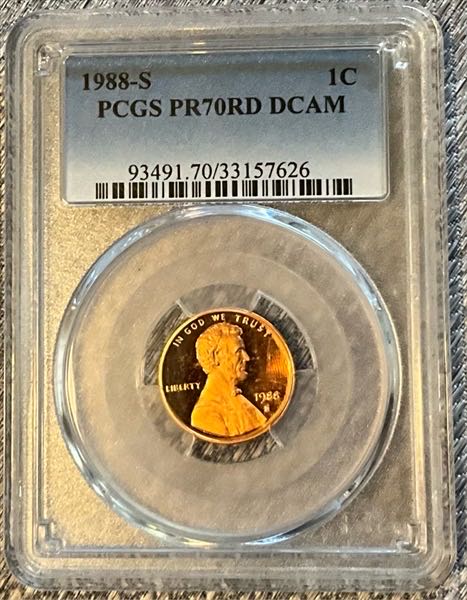 1988-S 1C
PCGS PR70RD DCAM
93491.70/33157626
IN GOD WE TRUST
LIBERTY
1988
S